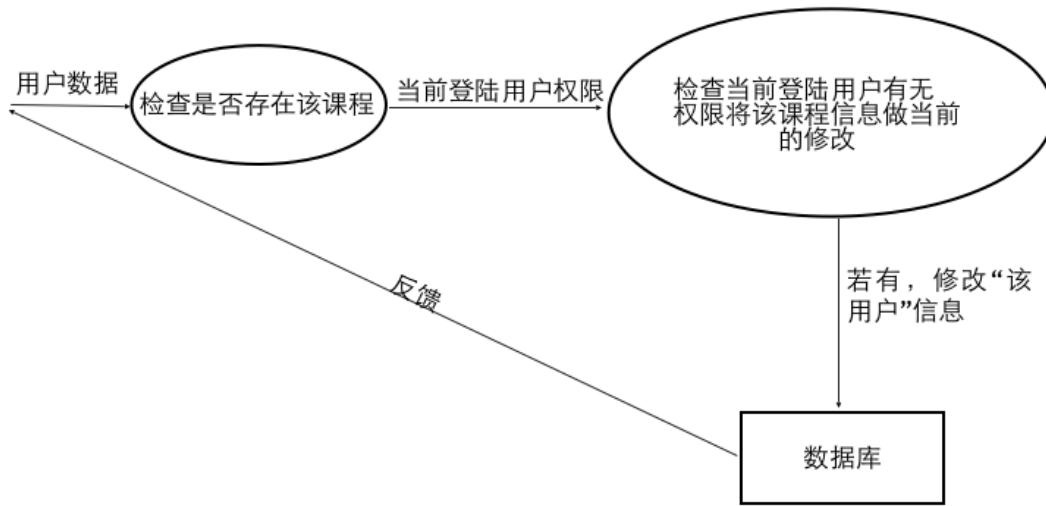 用户数据
检查是否存在该课程
当前登陆用户权限
检查当前登陆用户有无
权限将该课程信息做当前
的修改
反馈
若有，修改“该
用户”信息
数据库